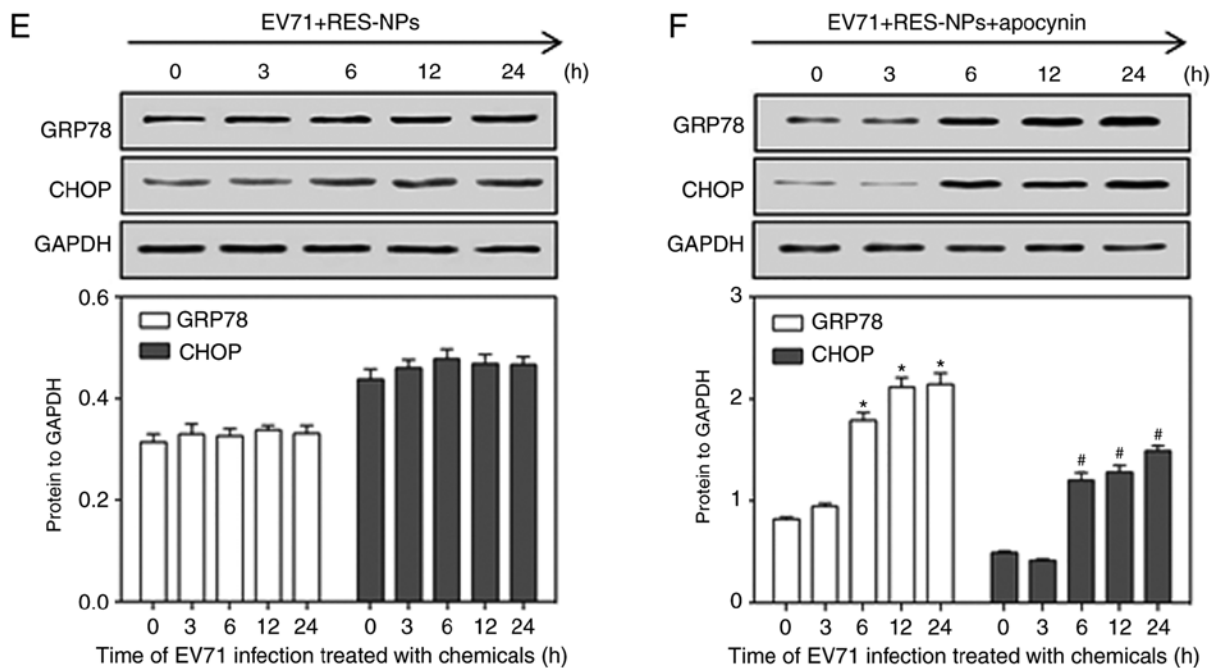 E
EV71+RES-NPs
0 3 6 12 24 (h)
GRP78
CHOP
GAPDH
0.6
0.4
0.2
0.0
Protein to GAPDH
GRP78
CHOP
0 3 6 12 24 0 3 6 12 24
Time of EV71 infection treated with chemicals (h)
F
EV71+RES-NPs+apocynin
0 3 6 12 24 (h)
GRP78
CHOP
GAPDH
3
2
1
0
Protein to GAPDH
GRP78
CHOP
* * *
# # #
0 3 6 12 24 0 3 6 12 24
Time of EV71 infection treated with chemicals (h)